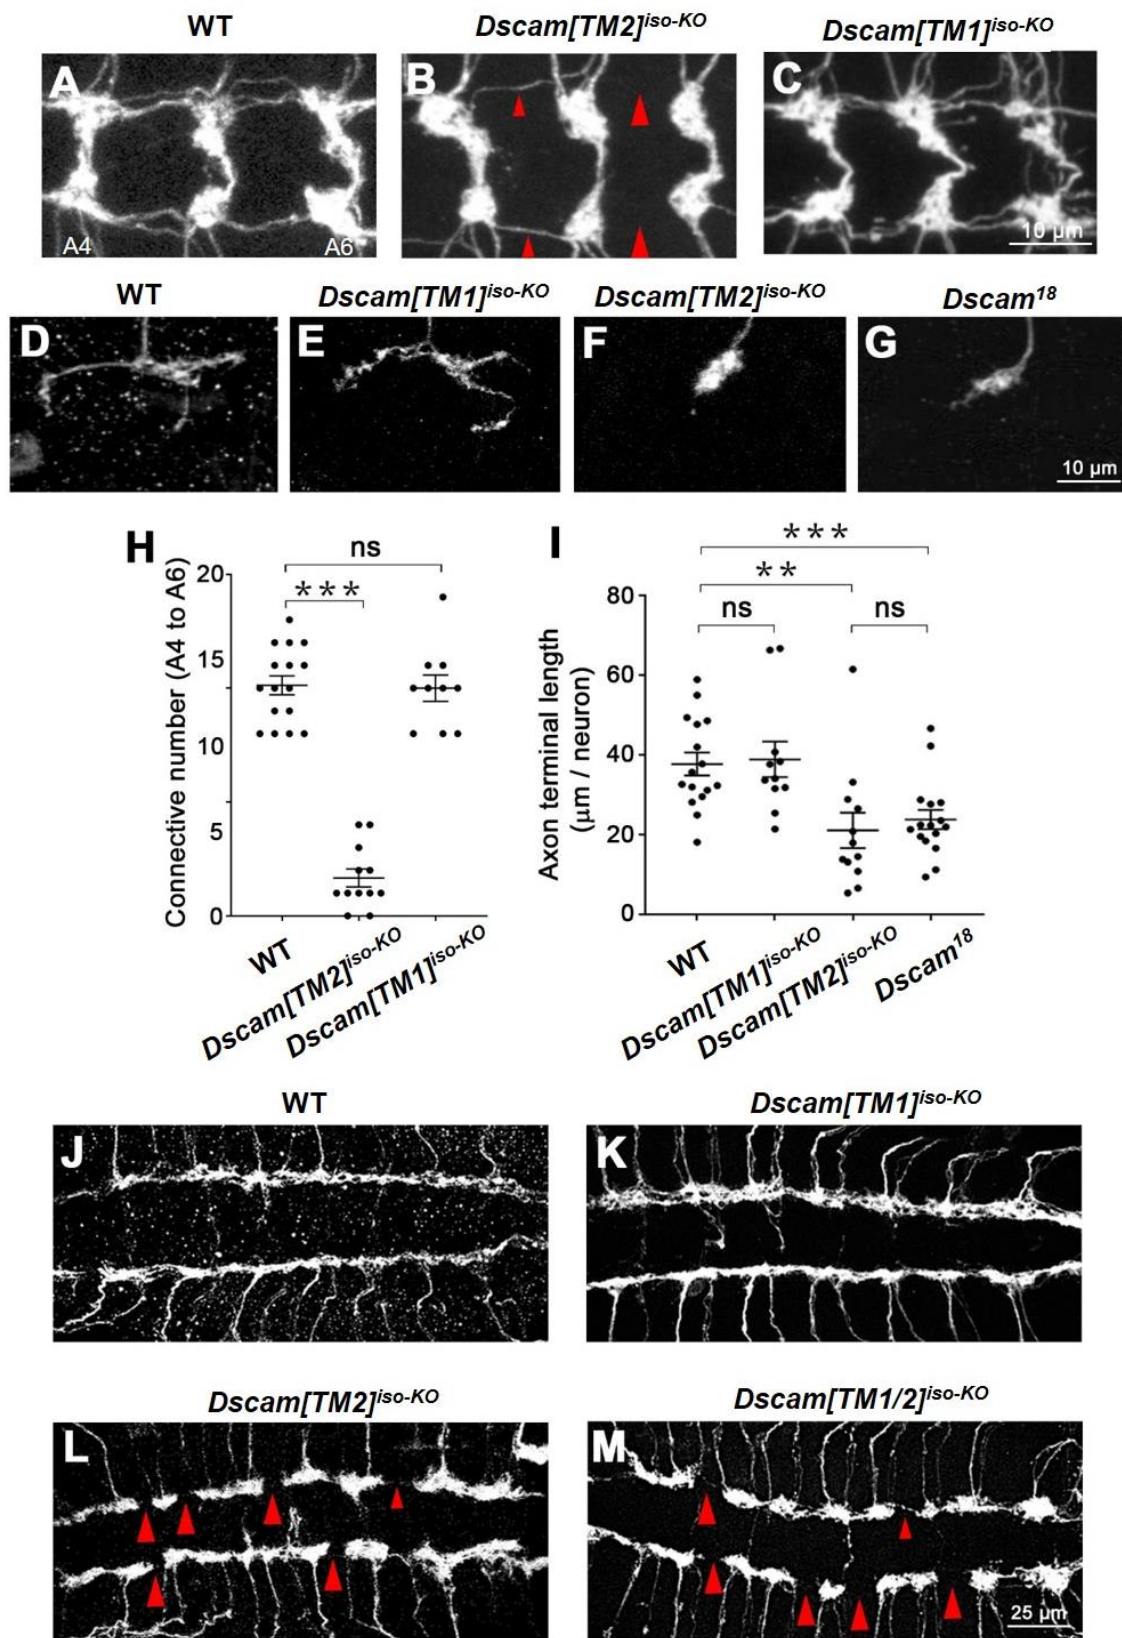 WT Dscam[TM2]iso-KO Dscam[TM1]iso-KO
A B C
A4 A6 10 μm
WT Dscam[TM1]iso-KO Dscam[TM2]iso-KO Dscam18
D E F G
10 μm
H
Connective number (A4 to A6)
ns
***
20
15
10
5
0
WT
Dscam[TM2]iso-KO
Dscam[TM1]iso-KO
I
Axon terminal length
(μm / neuron)
***
**
ns ns
80
60
40
20
0
WT
Dscam[TM1]iso-KO
Dscam[TM2]iso-KO
Dscam18
WT Dscam[TM1]iso-KO
J K
Dscam[TM2]iso-KO Dscam[TM1/2]iso-KO
L M
25 μm